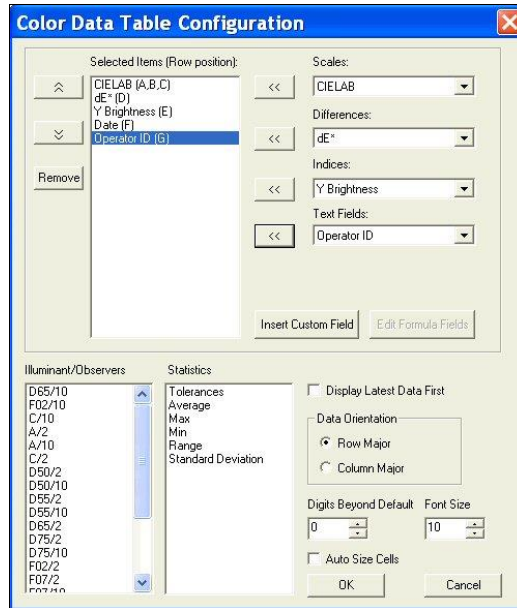 Color Data Table Configuration
Selected Items (Row position):
CIELAB (A,B,C)
dE* (D)
Y Brightness (E)
Date (F)
Operator ID (G)
Remove
Scales:
<<
CIELAB
Differences:
<<
dE*
Indices:
<<
Y Brightness
Text Fields:
<<
Operator ID
Insert Custom Field
Edit Formula Fields
Illuminant/Observers
D65/10
F02/10
C/10
A/2
A/10
C/2
D50/2
D50/10
D55/2
D55/10
D65/2
D75/2
D75/10
F02/2
F07/2
F07/10
Statistics
Tolerances
Average
Max
Min
Range
Standard Deviation
Display Latest Data First
Data Orientation
Row Major
Column Major
Digits Beyond Default
Font Size
0
10
Auto Size Cells
OK
Cancel